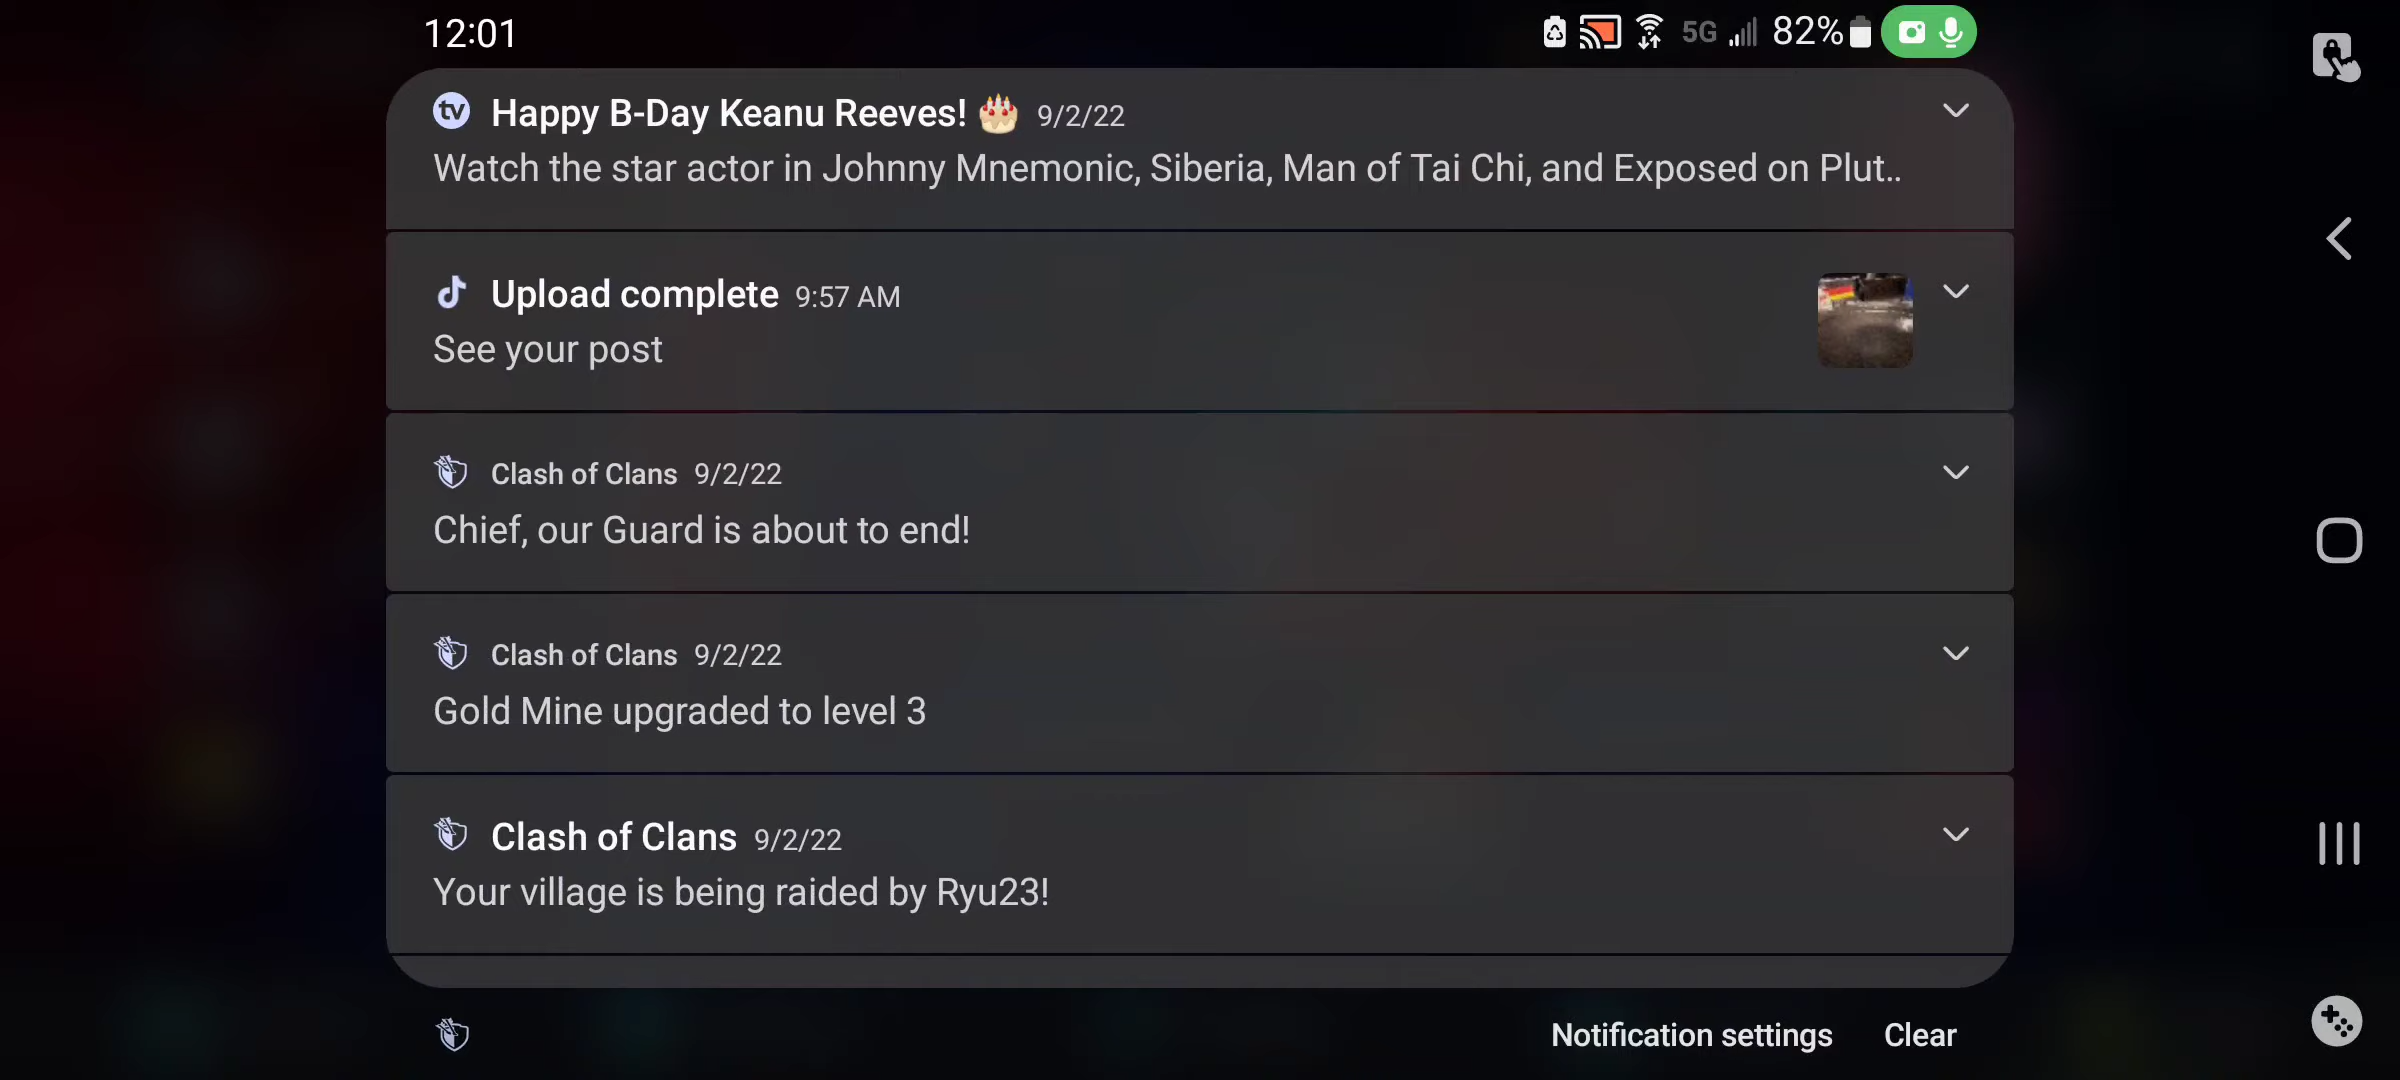 12:01
5G 82%
tv Happy B-Day Keanu Reeves! 🎂 9/2/22
Watch the star actor in Johnny Mnemonic, Siberia, Man of Tai Chi, and Exposed on Plut..
Upload complete 9:57 AM
See your post
Clash of Clans 9/2/22
Chief, our Guard is about to end!
Clash of Clans 9/2/22
Gold Mine upgraded to level 3
Clash of Clans 9/2/22
Your village is being raided by Ryu23!
Notification settings Clear